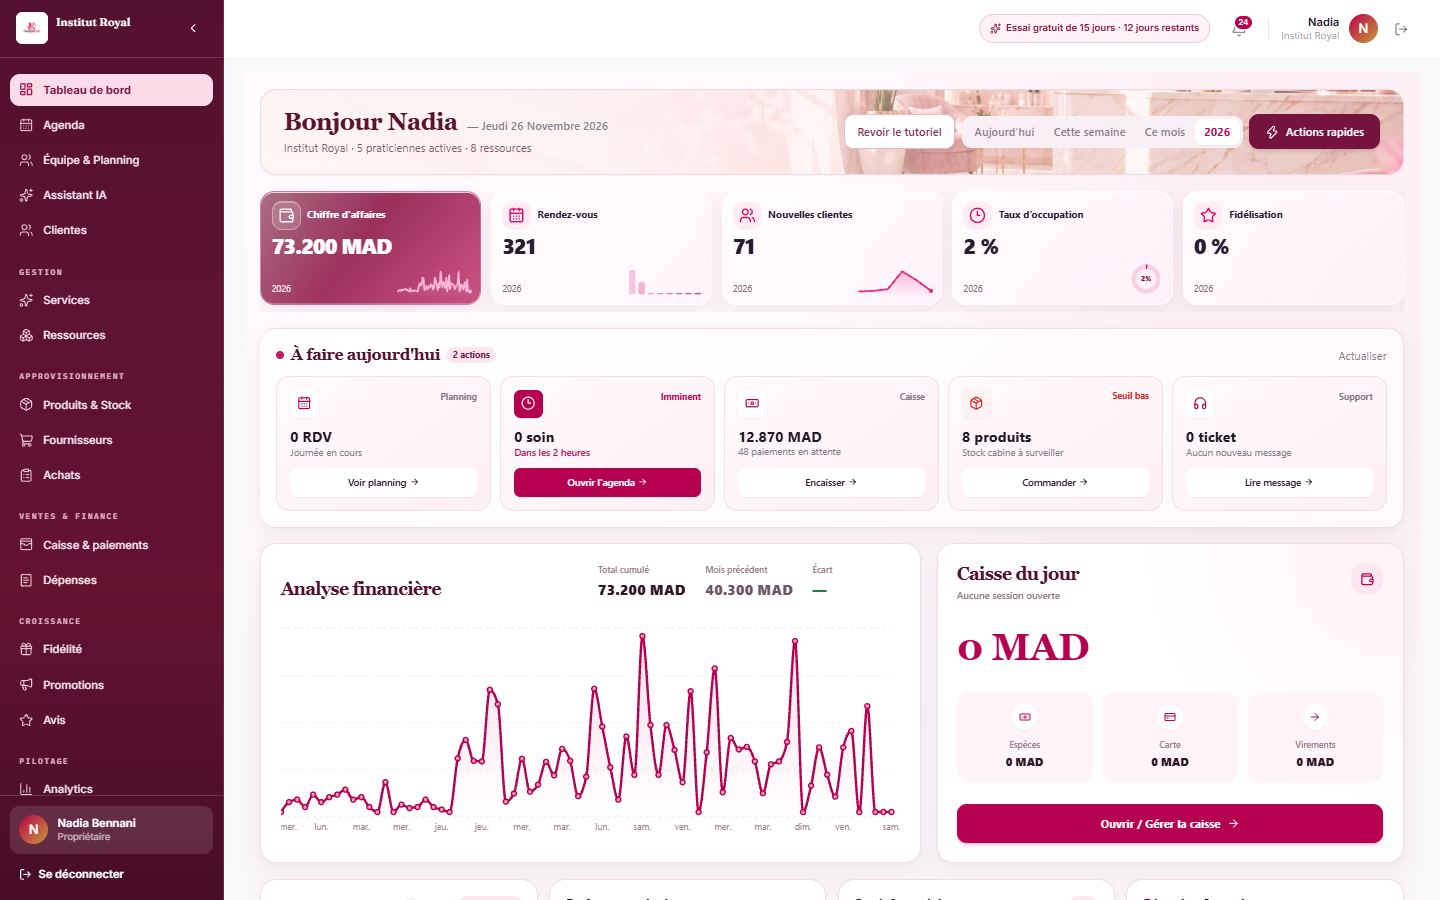 Institut Royal
Tableau de bord
Agenda
Équipe & Planning
Assistant IA
Clientes
GESTION
Services
Ressources
APPROVISIONNEMENT
Produits & Stock
Fournisseurs
Achats
VENTES & FINANCE
Caisse & paiements
Dépenses
CROISSANCE
Fidélité
Promotions
Avis
PILOTAGE
Analytics
N
Nadia Bennani
Propriétaire
Se déconnecter
Essai gratuit de 15 jours · 12 jours restants
24
Nadia
Institut Royal
N
Bonjour Nadia — Jeudi 26 Novembre 2026
Institut Royal · 5 praticiennes actives · 8 ressources
Revoir le tutoriel
Aujourd'hui
Cette semaine
Ce mois
2026
Actions rapides
Chiffre d'affaires
73.200 MAD
2026
Rendez-vous
321
2026
Nouvelles clientes
71
2026
Taux d'occupation
2 %
2026
2%
Fidélisation
0 %
2026
À faire aujourd'hui
2 actions
Actualiser
Planning
0 RDV
Journée en cours
Voir planning →
Imminent
0 soin
Dans les 2 heures
Ouvrir l'agenda →
Caisse
12.870 MAD
48 paiements en attente
Encaisser →
Seuil bas
8 produits
Stock cabine à surveiller
Commander →
Support
0 ticket
Aucun nouveau message
Lire message →
Analyse financière
Total cumulé
73.200 MAD
Mois précédent
40.300 MAD
Écart
—
mer. lun. mar. mer. jeu. jeu. mer. mar. lun. sam. ven. mer. mar. dim. ven. sam.
Caisse du jour
Aucune session ouverte
0 MAD
Espèces
0 MAD
Carte
0 MAD
Virements
0 MAD
Ouvrir / Gérer la caisse →